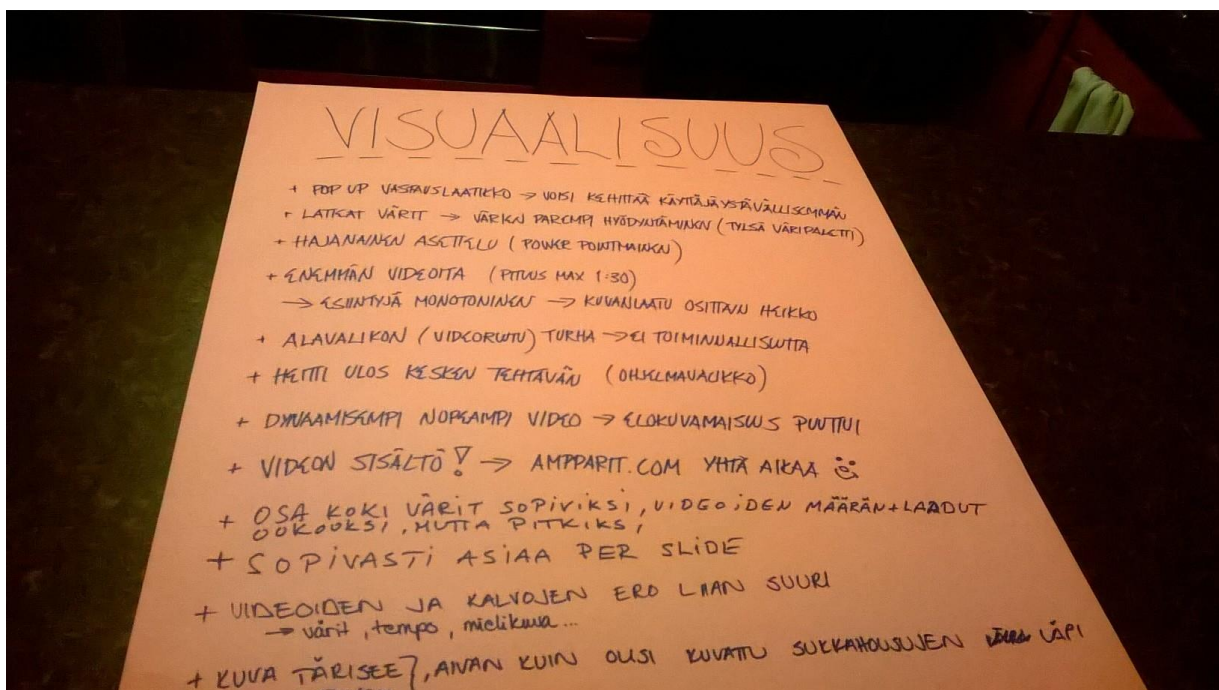 VISUAALISUUS
+ POP UP VASTAUSLAATIKKO → VOISI KEHITTÄÄ KÄYTTÄJÄYSTÄVÄLLISEMMÄN
+ LATTEAT VÄRIT → VÄRIEN PAREMPI HYÖDYNTÄMINEN (TYLSÄ VÄRIPALETTI)
+ HAJANAINEN ASETTELU (POWER POINTMAINEN)
+ ENEMMÄN VIDEOITA (PITUUS MAX 1:30)
→ ESIINTYJÄ MONOTONINEN → KUVANLAATU OSITTAIN HEIKKO
+ ALAVALIKON (VIDEORUUTU) TURHA → EI TOIMINNALLISUUTTA
+ HEITTI ULOS KESKEN TEHTÄVÄN (OHJELMAVALIKKO)
+ DYNAAMISEMPI NOPEAMPI VIDEO → ELOKUVAMAISUUS PUUTTUI
+ VIDEON SISÄLTÖ! → AMPPARIT.COM YHTÄ AIKAA
+ OSA KOKI VÄRIT SOPIVIKSI, VIDEOIDEN MÄÄRÄN+LAADUT
OOKOOKSI, MUTTA PITKIKSI,
+ SOPIVASTI ASIAA PER SLIDE
+ VIDEOIDEN JA KALVOJEN ERO LIIAN SUURI
→ värit, tempo, mielikuva...
+ KUVA TÄRISEE}, AIVAN KUIN OLISI KUVATTU SUKKAHOUSUJEN LÄPI